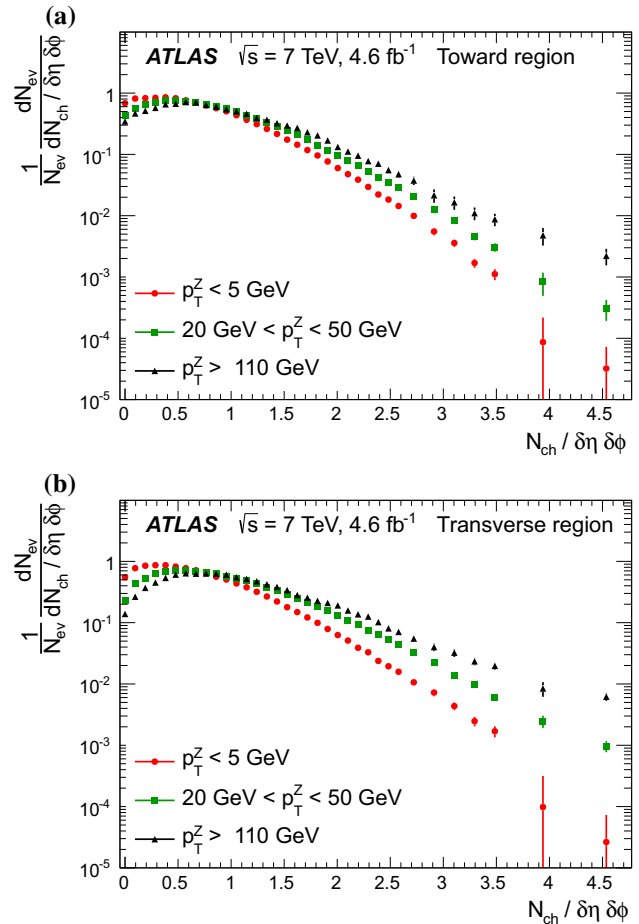 (a)
ATLAS √s = 7 TeV, 4.6 fb⁻¹ Toward region
1/N_ev dN_ev/dN_ch / δη δφ
1
10⁻¹
10⁻²
10⁻³
10⁻⁴
10⁻⁵
p_T^Z < 5 GeV
20 GeV < p_T^Z < 50 GeV
p_T^Z > 110 GeV
0 0.5 1 1.5 2 2.5 3 3.5 4 4.5
N_ch / δη δφ
(b)
ATLAS √s = 7 TeV, 4.6 fb⁻¹ Transverse region
1/N_ev dN_ev/dN_ch / δη δφ
1
10⁻¹
10⁻²
10⁻³
10⁻⁴
10⁻⁵
p_T^Z < 5 GeV
20 GeV < p_T^Z < 50 GeV
p_T^Z > 110 GeV
0 0.5 1 1.5 2 2.5 3 3.5 4 4.5
N_ch / δη δφ